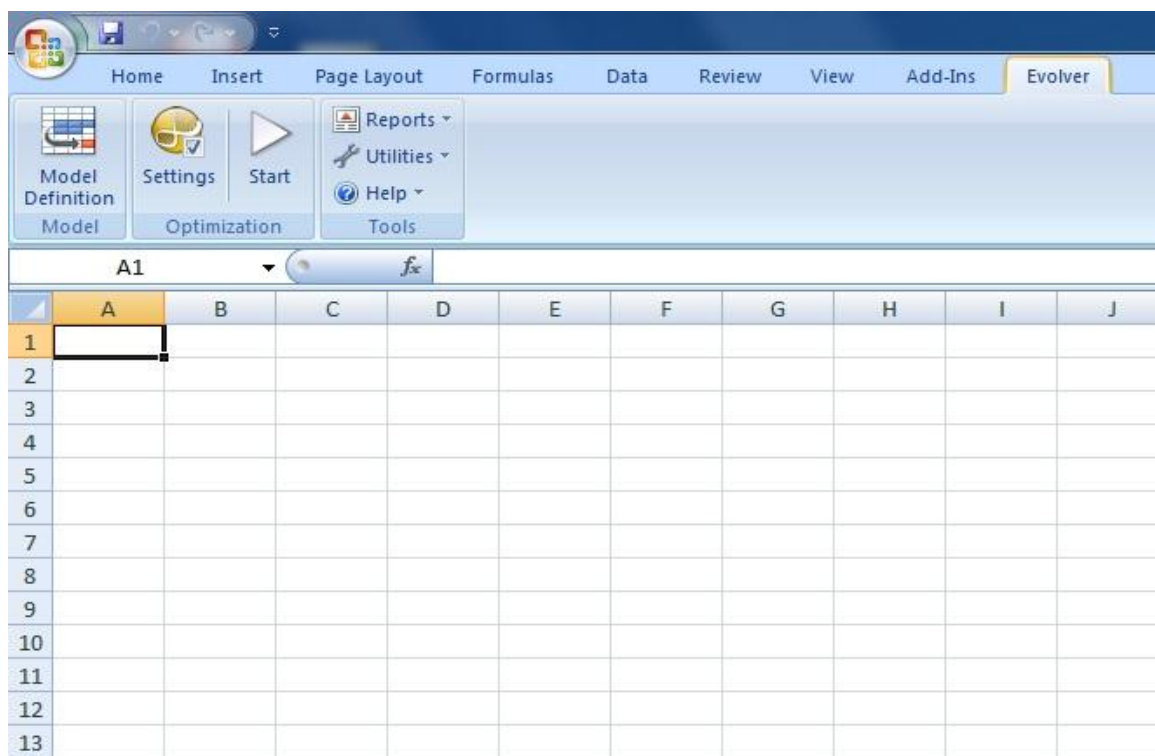 Home Insert Page Layout Formulas Data Review View Add-Ins Evolver
Model Definition
Settings
Start
Reports
Utilities
Help
Model Optimization Tools
A1 fx
A B C D E F G H I J
1
2
3
4
5
6
7
8
9
10
11
12
13